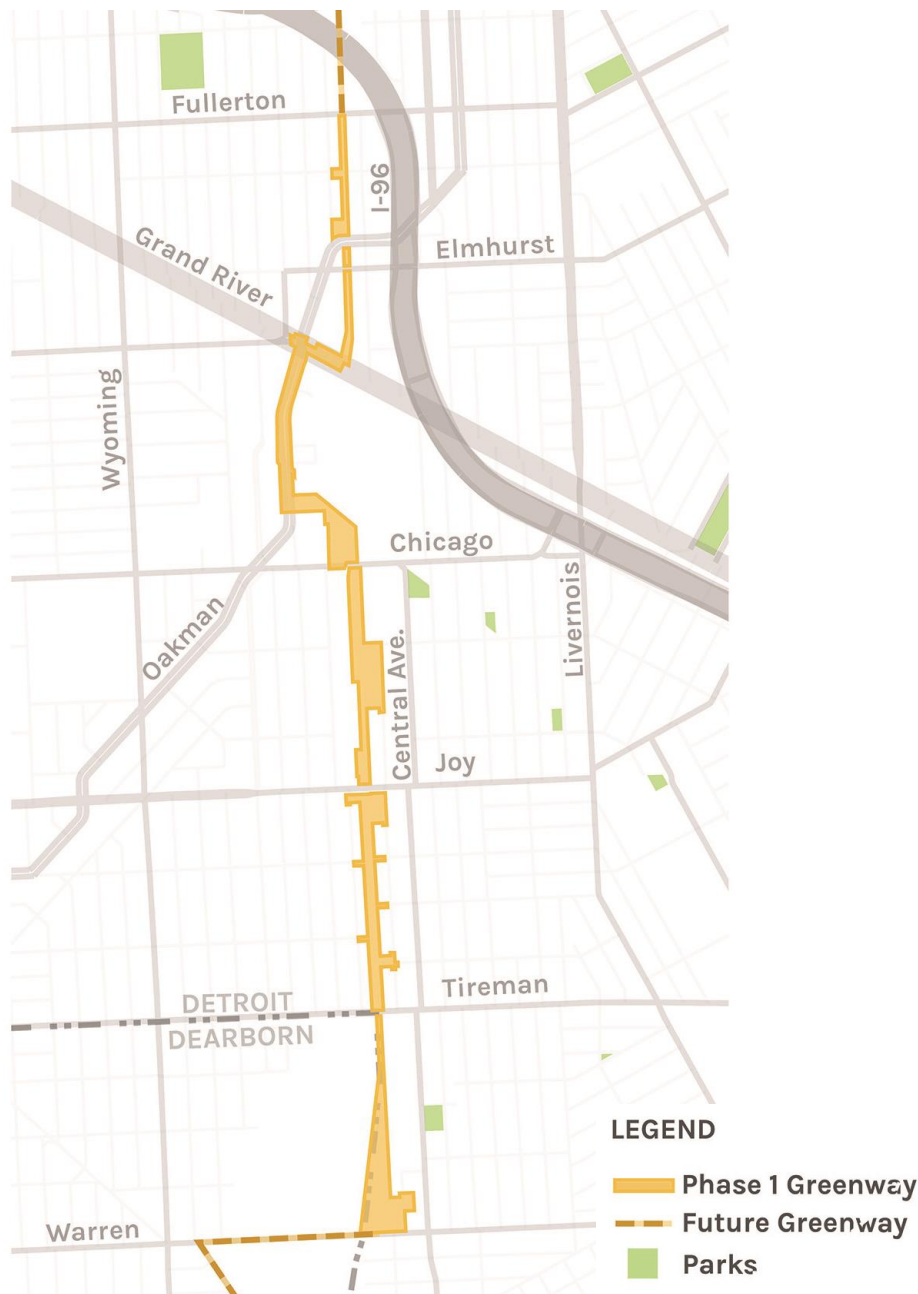 Fullerton
I-96
Grand River
Elmhurst
Wyoming
Chicago
Oakman
Central Ave.
Livernois
Joy
Tireman
DETROIT
DEARBORN
Warren
LEGEND
Phase 1 Greenway
Future Greenway
Parks